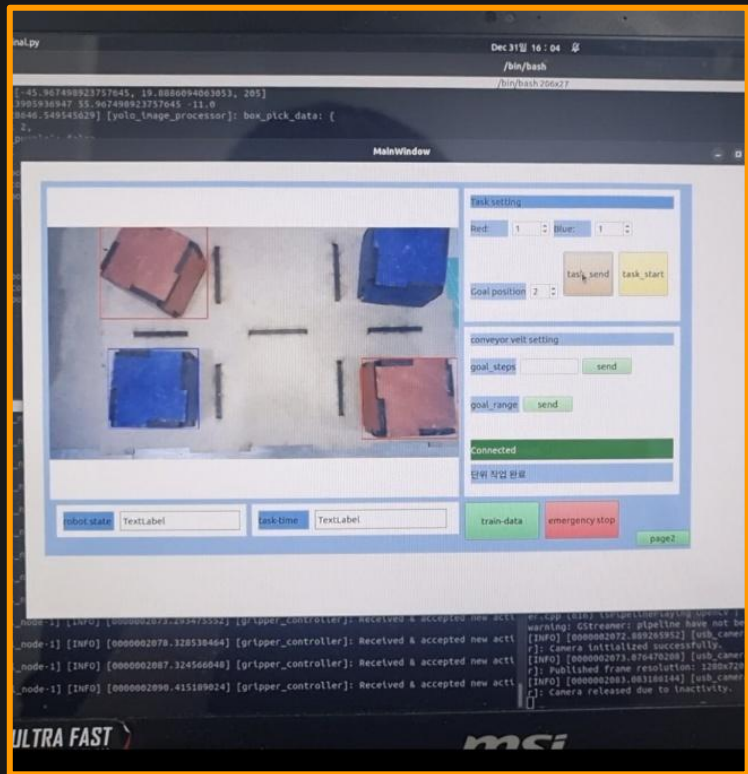 nal.py
Dec 31일 16 : 04
/bin/bash
/bin/bash 206x27
[-45.967498923757645, 19.8886094063053, 205]
3905936947 55.967498923757645 -11.0
8646.549545629] [yolo_image_processor]: box_pick_data: {
2,
MainWindow
Task setting
Red: 1 Blue: 1
task_send task_start
Goal position 2
conveyor velt setting
goal_steps send
goal_range send
Connected
단위 작업 완료
robot state TextLabel task-time TextLabel
train-data emergency stop
page2
_node-1] [INFO] [0000002073.293475552] [gripper_controller]: Received & accepted new acti
_node-1] [INFO] [0000002078.328530464] [gripper_controller]: Received & accepted new acti
_node-1] [INFO] [0000002087.324566048] [gripper_controller]: Received & accepted new acti
_node-1] [INFO] [0000002090.415189024] [gripper_controller]: Received & accepted new acti
warning: GStreamer: pipeline have not be
[INFO] [0000002072.889265952] [usb_camer
r]: Camera initialized successfully.
[INFO] [0000002073.076470208] [usb_camer
r]: Published frame resolution: 1280x720
[INFO] [0000002083.083106144] [usb_camer
r]: Camera released due to inactivity.
ULTRA FAST
msi